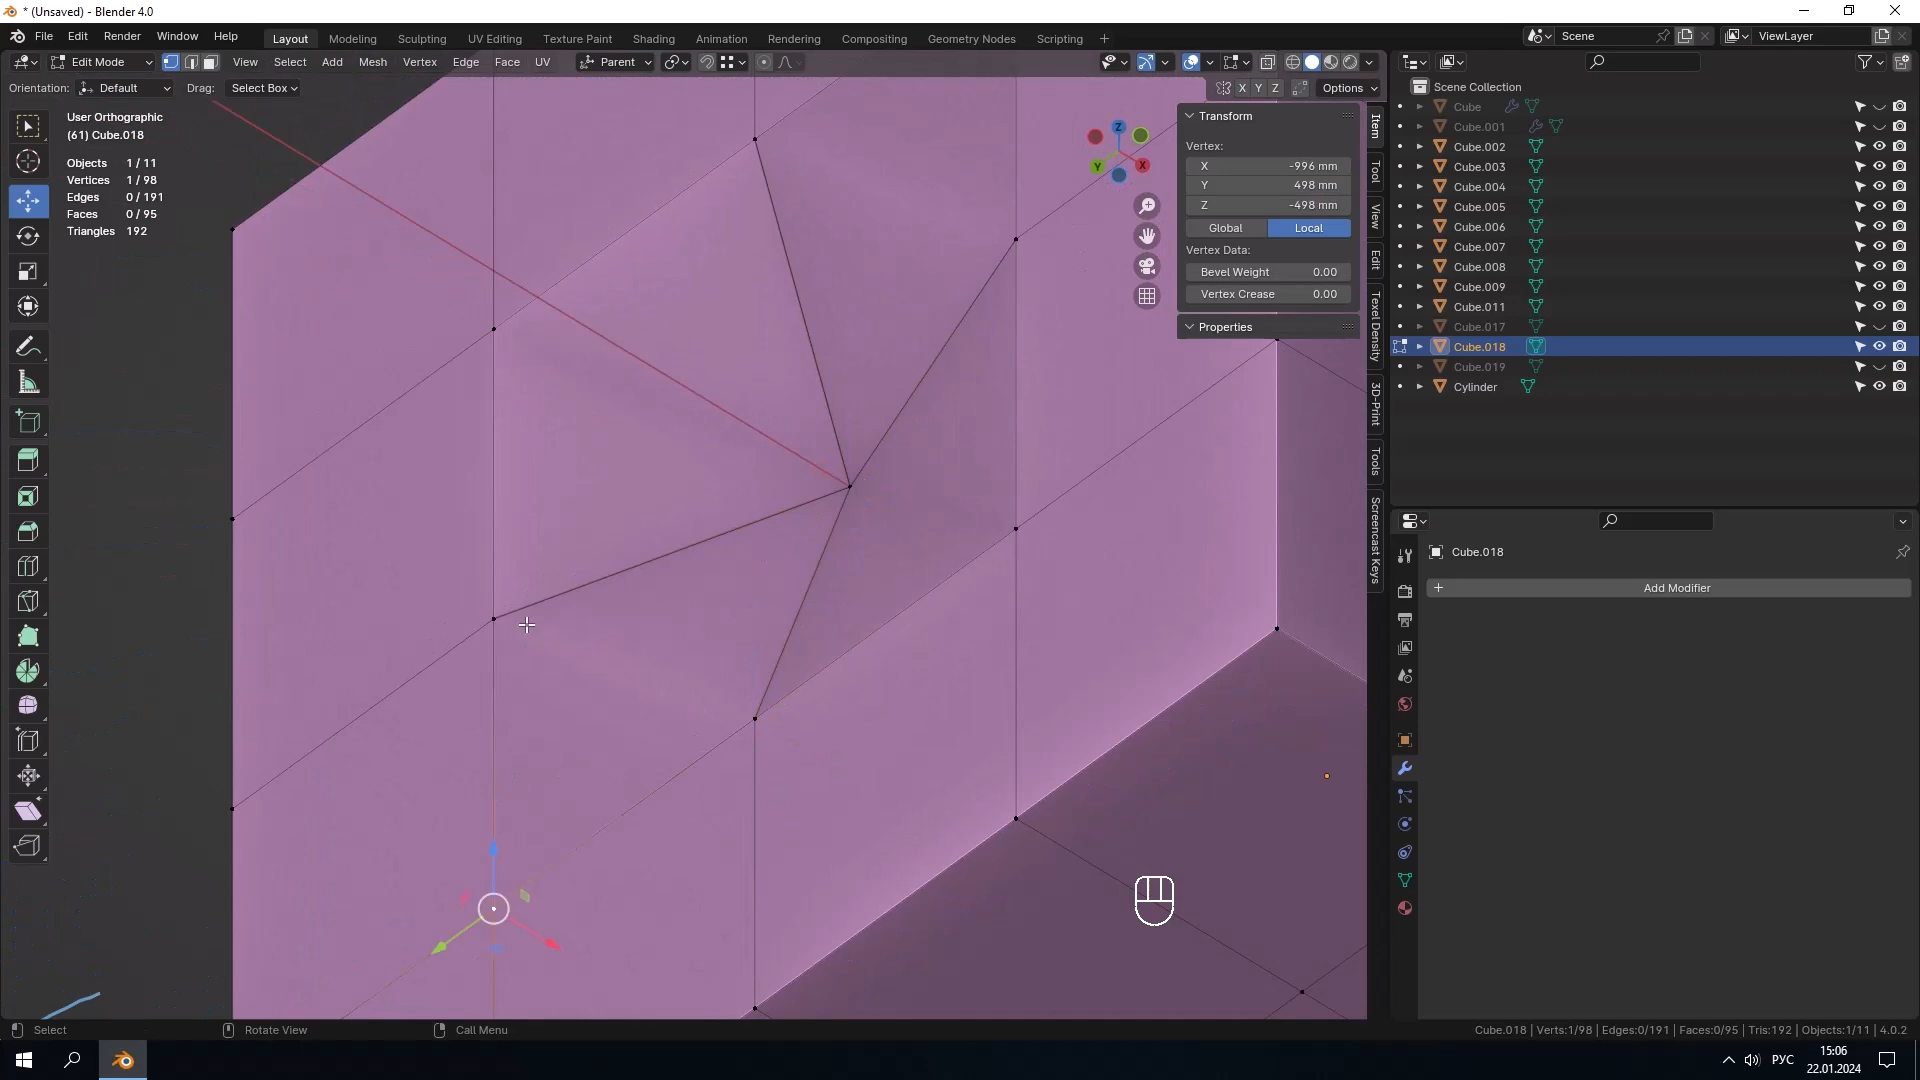 * (Unsaved) - Blender 4.0
File Edit Render Window Help Layout Modeling Sculpting UV Editing Texture Paint Shading Animation Rendering Compositing Geometry Nodes Scripting + Scene ViewLayer
Edit Mode View Select Add Mesh Vertex Edge Face UV Parent
Orientation: Default Drag: Select Box X Y Z Options
User Orthographic
(61) Cube.018
Objects 1 / 11
Vertices 1 / 98
Edges 0 / 191
Faces 0 / 95
Triangles 192
Z
Y
X
Transform
Vertex:
X -996 mm
Y 498 mm
Z -498 mm
Global Local
Vertex Data:
Bevel Weight 0.00
Vertex Crease 0.00
Properties
Item
Tool
View
Edit
Texel Density
3D-Print
Tools
Screencast Keys
Scene Collection
Cube
Cube.001
Cube.002
Cube.003
Cube.004
Cube.005
Cube.006
Cube.007
Cube.008
Cube.009
Cube.011
Cube.017
Cube.018
Cube.019
Cylinder
Cube.018
+ Add Modifier
Select Rotate View Call Menu
Cube.018 | Verts:1/98 | Edges:0/191 | Faces:0/95 | Tris:192 | Objects:1/11 | 4.0.2
РУС
15:06
22.01.2024